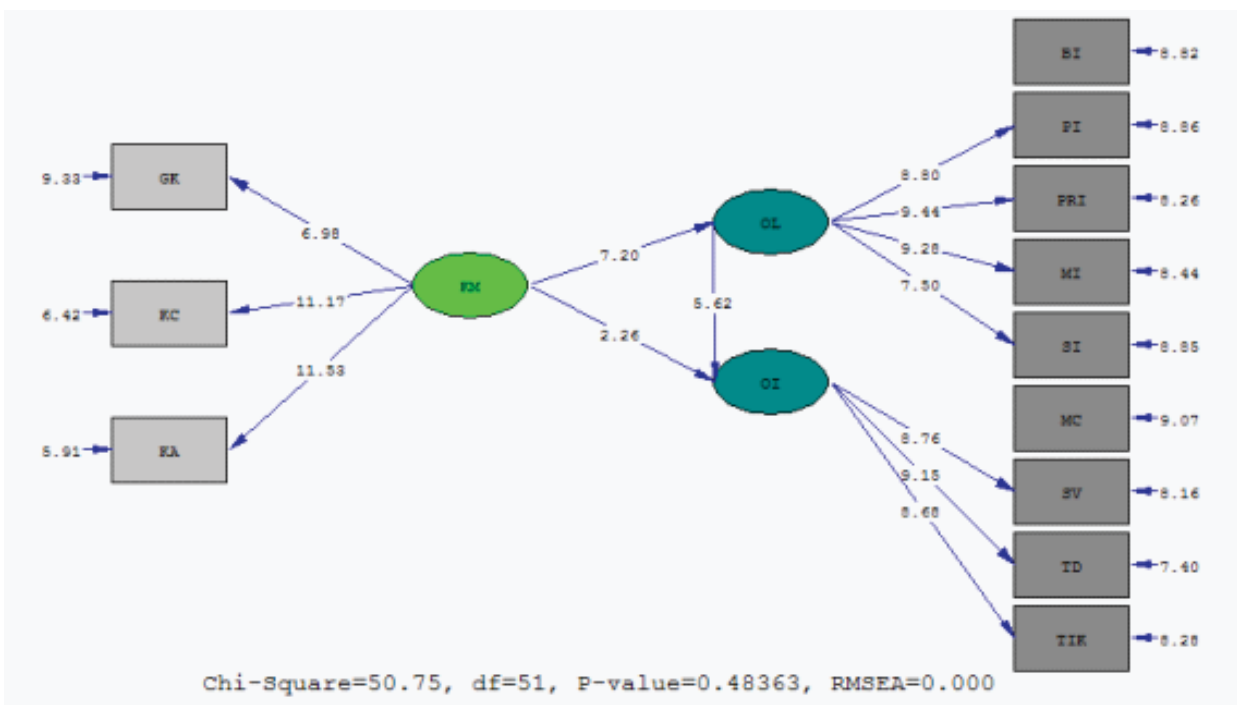 BI
8.82
PI
8.86
GK
9.33
8.80
PRI
8.26
6.98
OL
9.44
9.28
MI
8.44
7.20
7.50
KM
11.17
5.62
KC
6.42
2.26
SI
8.85
11.53
OI
MC
9.07
8.76
KA
5.91
9.15
SV
8.16
8.68
TD
7.40
TIK
8.28
Chi-Square=50.75, df=51, P-value=0.48363, RMSEA=0.000